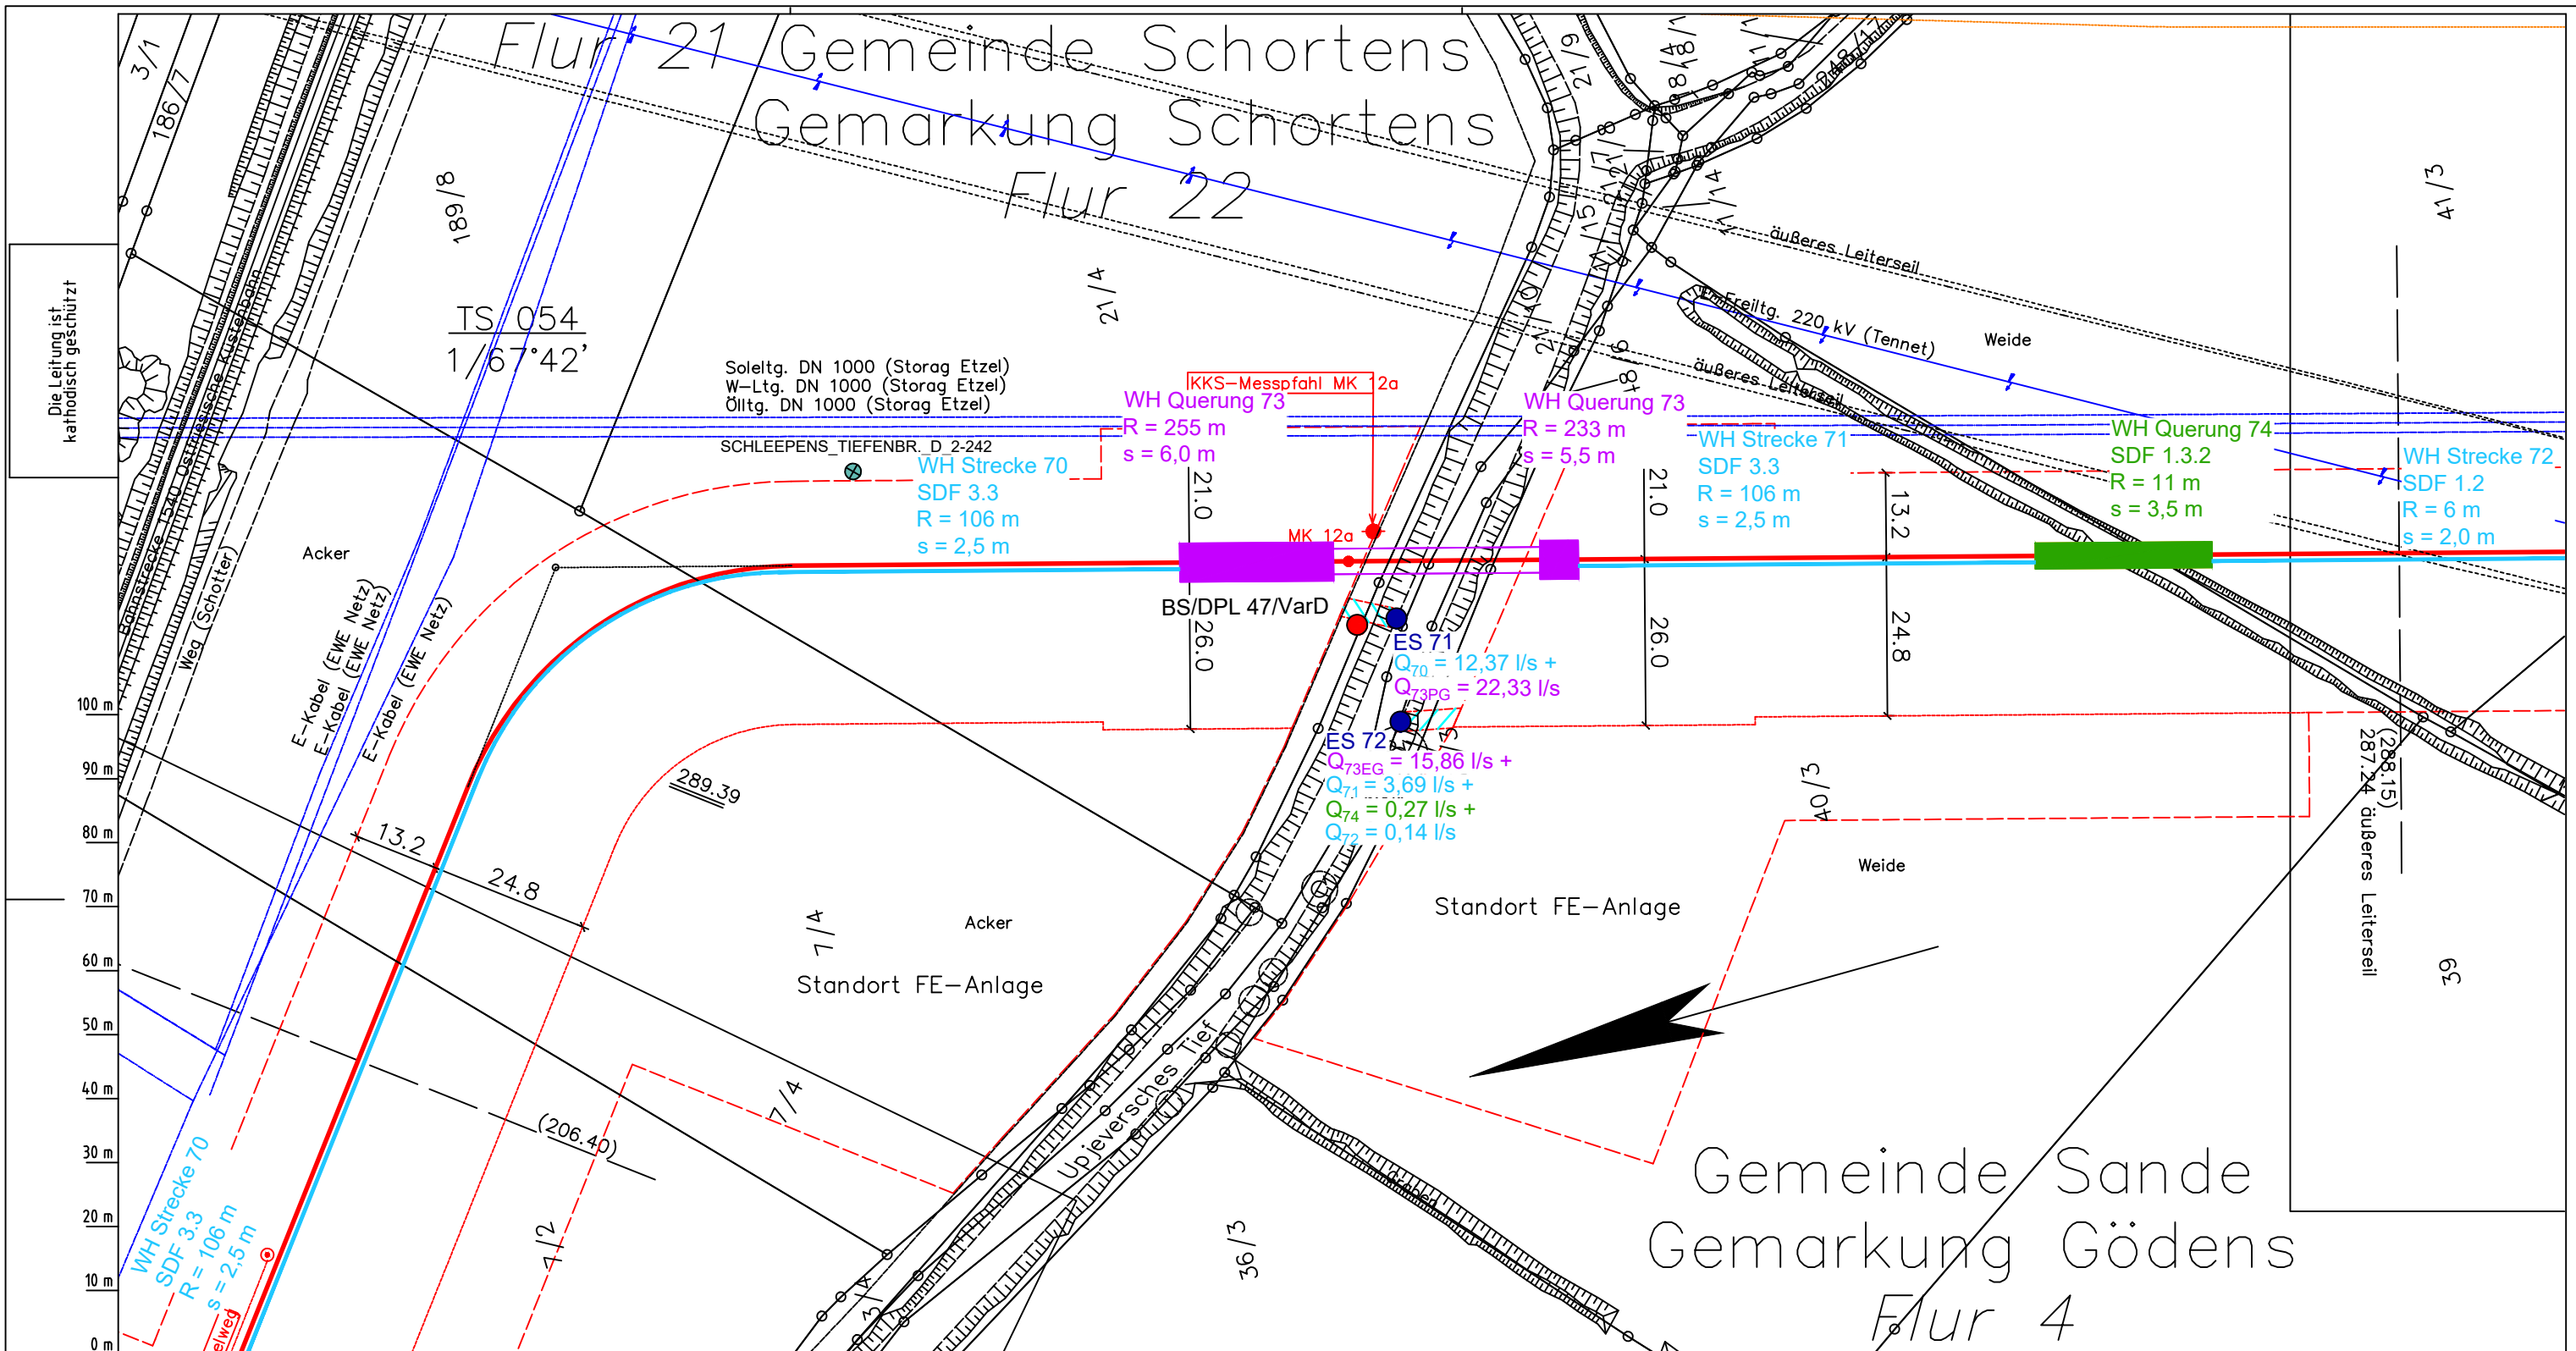 Flur 21 Gemeinde Schortens
Gemarkung Schortens
Flur 22
3/1
186/7
189/8
21/4
21/9
41/3
Die Leitung ist
kathodisch geschützt
TS 054
1/67°42'
Bahnstrecke 1540 Ostfriesische Küstenbahn
Weg (Schotter)
Acker
E-Kabel (EWE Netz)
E-Kabel (EWE Netz)
E-Kabel (EWE Netz)
Soleltg. DN 1000 (Storag Etzel)
W-Ltg. DN 1000 (Storag Etzel)
Ölltg. DN 1000 (Storag Etzel)
SCHLEEPENS_TIEFENBR._D_2-242
KKS-Messpfahl MK 12a
WH Querung 73
R = 255 m
s = 6,0 m
WH Querung 73
R = 233 m
s = 5,5 m
WH Strecke 70
SDF 3.3
R = 106 m
s = 2,5 m
WH Strecke 71
SDF 3.3
R = 106 m
s = 2,5 m
WH Querung 74
SDF 1.3.2
R = 11 m
s = 3,5 m
WH Strecke 72
SDF 1.2
R = 6 m
s = 2,0 m
äußeres Leiterseil
E-Freiltg. 220 kV (Tennet)
äußeres Leiterseil
Weide
21.0
21.0
13.2
MK 12a
BS/DPL 47/VarD
26.0
26.0
24.8
ES 71
Q70 = 12,37 l/s +
Q73PG = 22,33 l/s
ES 72
Q73EG = 15,86 l/s +
Q71 = 3,69 l/s +
Q74 = 0,27 l/s +
Q72 = 0,14 l/s
289.39
13.2
24.8
40/3
(288.15)
287.24 äußeres Leiterseil
Weide
Standort FE-Anlage
7/4
Acker
Standort FE-Anlage
39
100 m
90 m
80 m
70 m
60 m
50 m
40 m
30 m
20 m
10 m
0 m
(206.40)
7/4
7/2
Upjeversches Tief
Graben
36/3
WH Strecke 70
SDF 3.3
R = 106 m
s = 2,5 m
Gemeinde Sande
Gemarkung Gödens
Flur 4